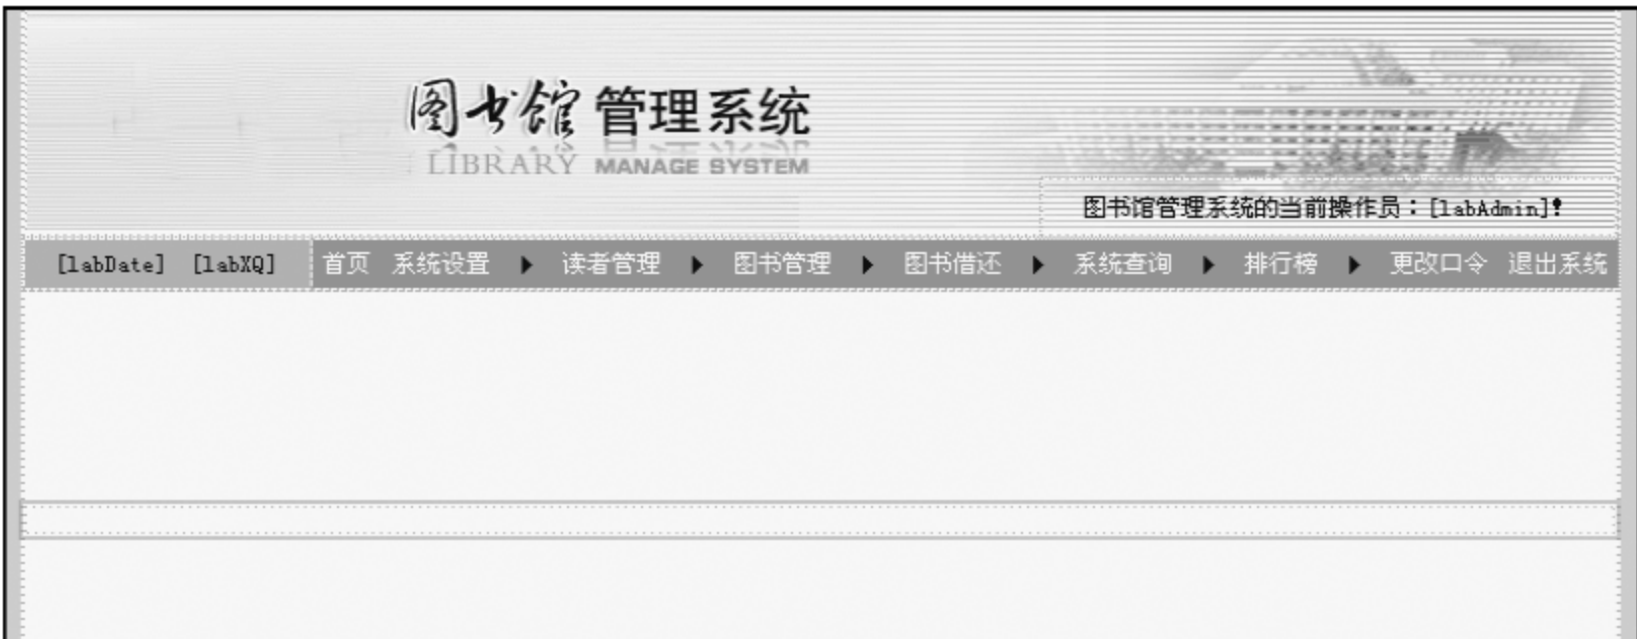 图书馆 管理系统
LIBRARY MANAGE SYSTEM
图书馆管理系统的当前操作员：[labAdmin]!
[labDate] [labXQ] 首页 系统设置 ▶ 读者管理 ▶ 图书管理 ▶ 图书借还 ▶ 系统查询 ▶ 排行榜 ▶ 更改口令 退出系统